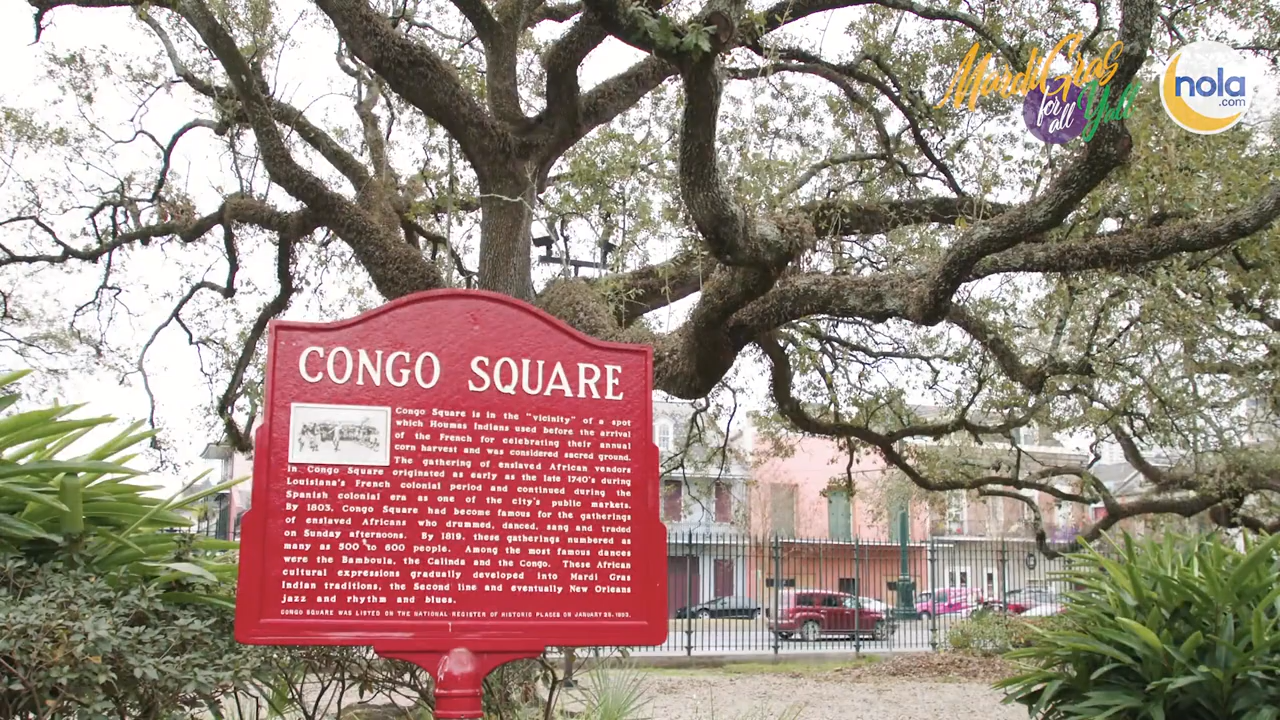 Mardi Gras
for
all
Y'all
nola
.com
CONGO SQUARE
Congo Square is in the "vicinity" of a spot
which Houmas Indians used before the arrival
of the French for celebrating their annual
corn harvest and was considered sacred ground.
The gathering of enslaved African vendors
in Congo Square originated as early as the late 1740's during
Louisiana's French colonial period and continued during the
Spanish colonial era as one of the city's public markets.
By 1803, Congo Square had become famous for the gatherings
of enslaved Africans who drummed, danced, sang and traded
on Sunday afternoons. By 1819, these gatherings numbered as
many as 500 to 600 people. Among the most famous dances
were the Bamboula, the Calinda and the Congo. These African
cultural expressions gradually developed into Mardi Gras
Indian traditions, the Second line and eventually New Orleans
jazz and rhythm and blues.
CONGO SQUARE WAS LISTED ON THE NATIONAL REGISTER OF HISTORIC PLACES ON JANUARY 28, 1993.